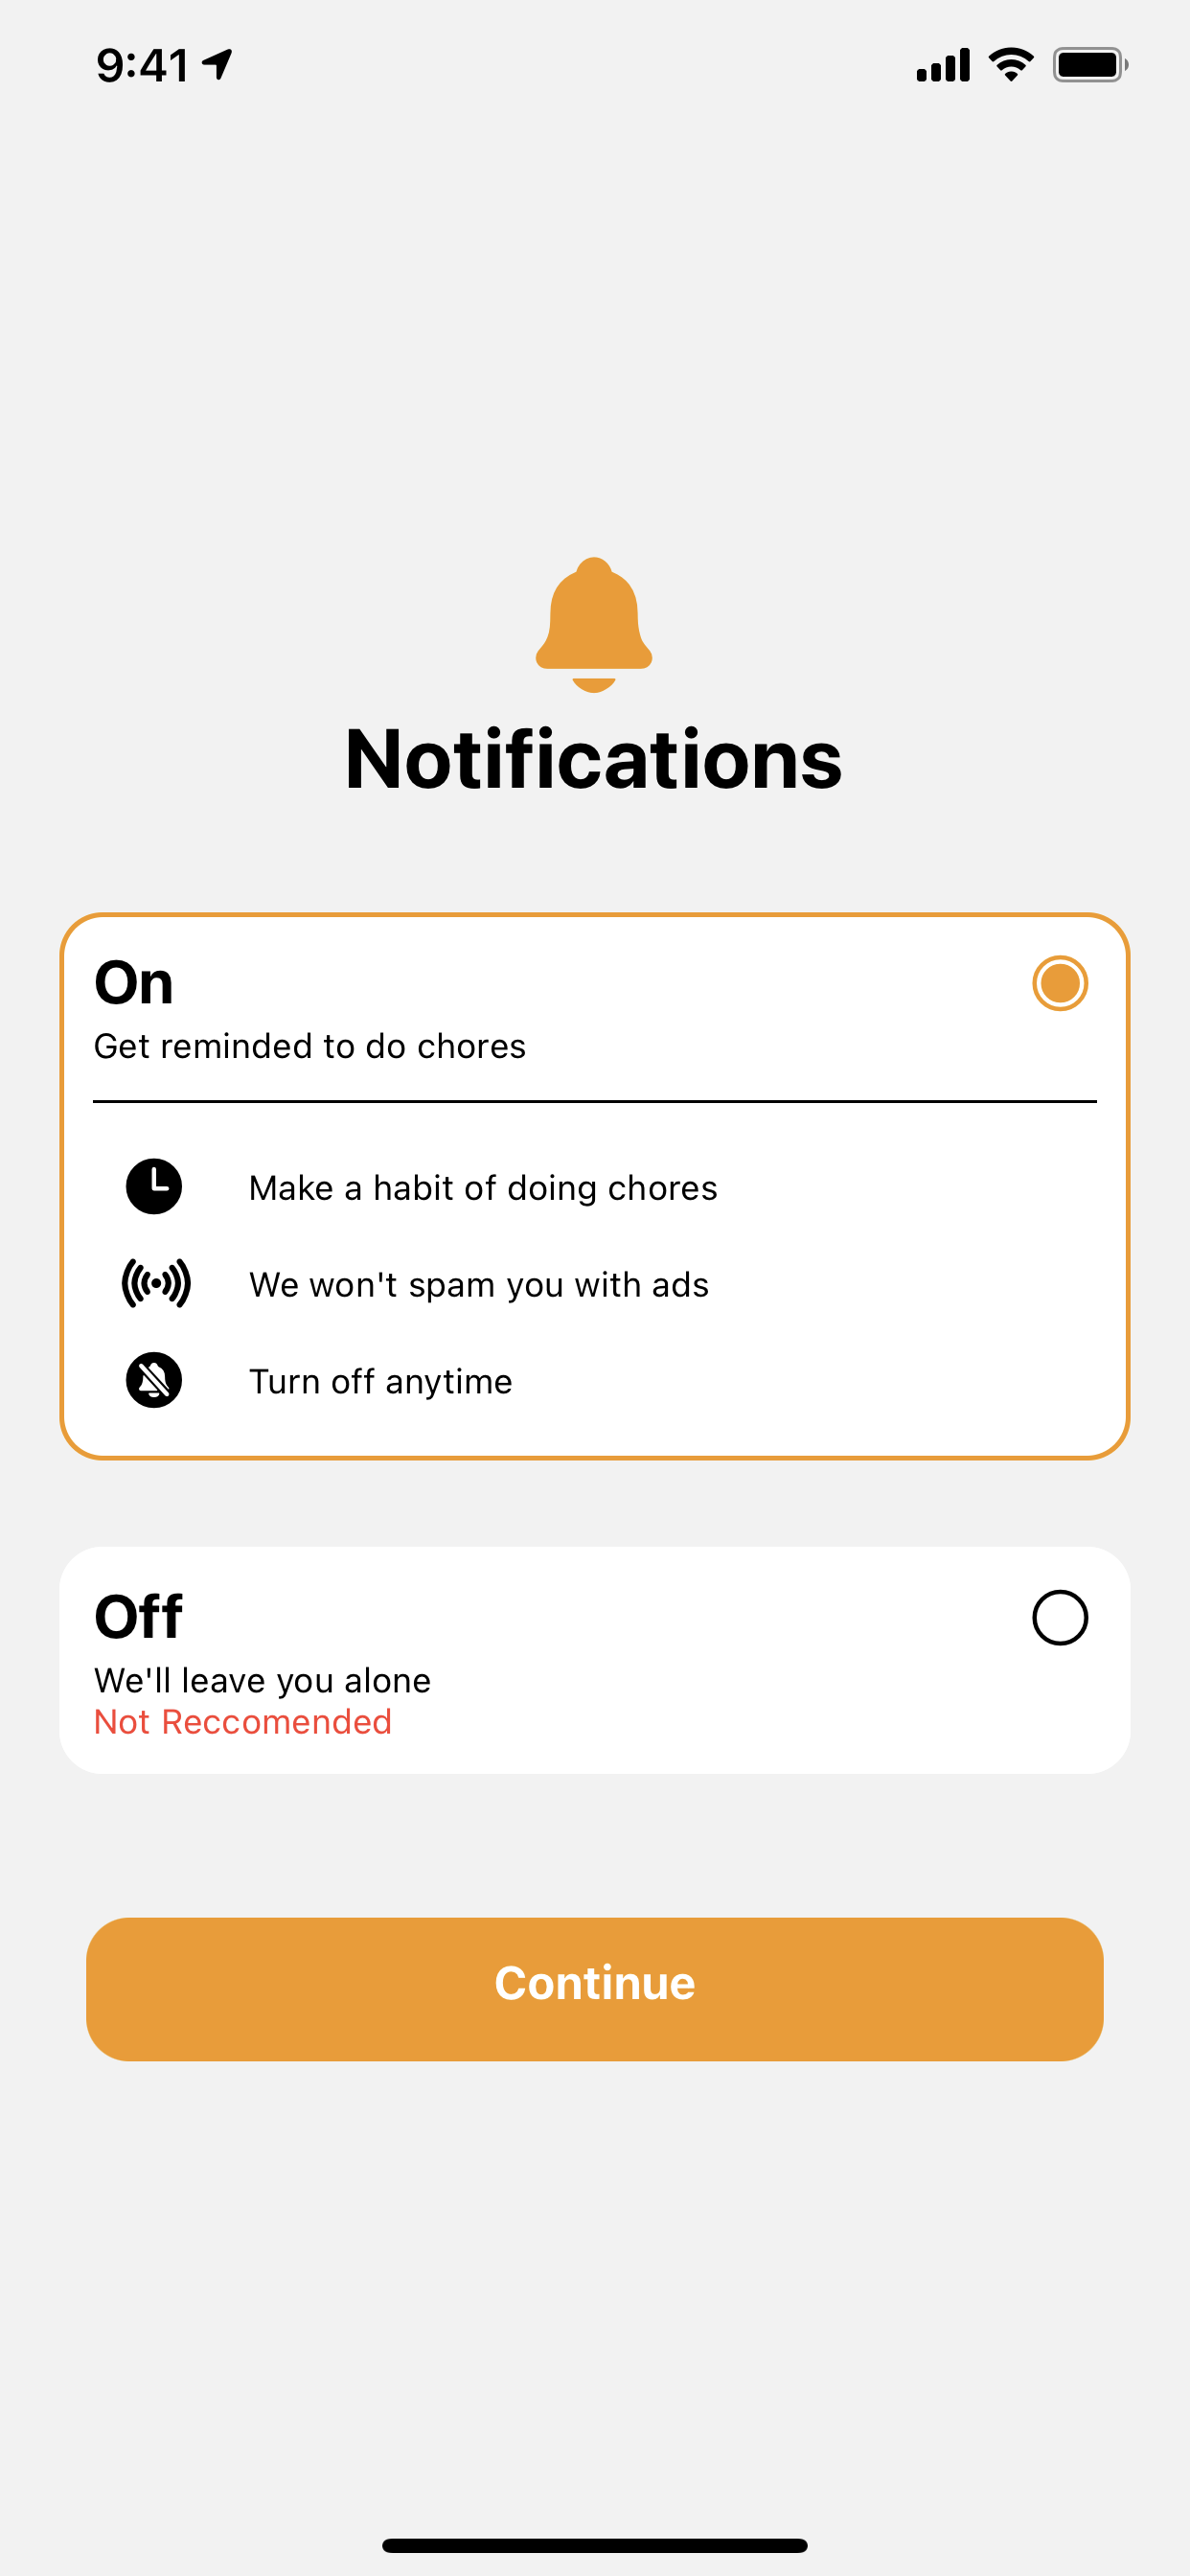 9:41
Notifications
On
Get reminded to do chores
Make a habit of doing chores
We won't spam you with ads
Turn off anytime
Off
We'll leave you alone
Not Reccomended
Continue